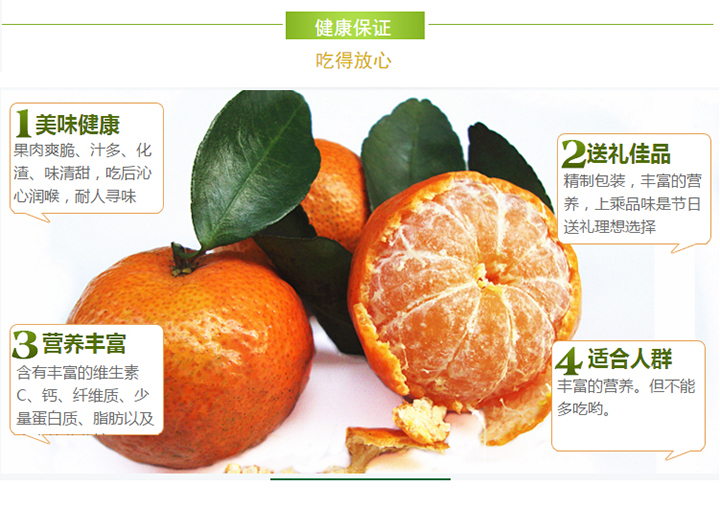 健康保证
吃得放心
1 美味健康
果肉爽脆、汁多、化
渣、味清甜，吃后沁
心润喉，耐人寻味
2 送礼佳品
精制包装，丰富的营
养，上乘品味是节日
送礼理想选择
3 营养丰富
含有丰富的维生素
C、钙、纤维质、少
量蛋白质、脂肪以及
4 适合人群
丰富的营养。但不能
多吃哟。